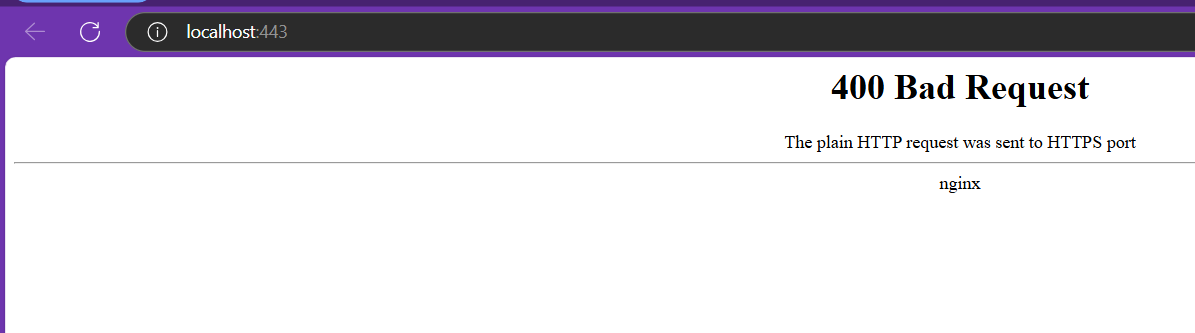 localhost:443
400 Bad Request
The plain HTTP request was sent to HTTPS port
nginx